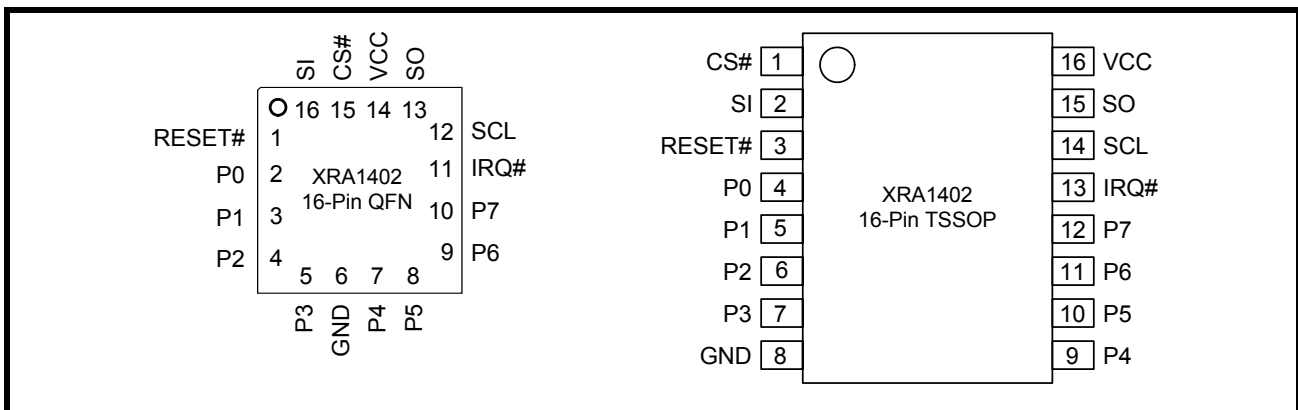 SI CS# VCC SO
16 15 14 13
RESET# 1
12 SCL
P0 2
11 IRQ#
XRA1402
16-Pin QFN
P1 3
10 P7
P2 4
9 P6
5 6 7 8
P3 GND P4 P5
CS# 1
16 VCC
SI 2
15 SO
RESET# 3
14 SCL
P0 4
13 IRQ#
XRA1402
16-Pin TSSOP
P1 5
12 P7
P2 6
11 P6
P3 7
10 P5
GND 8
9 P4